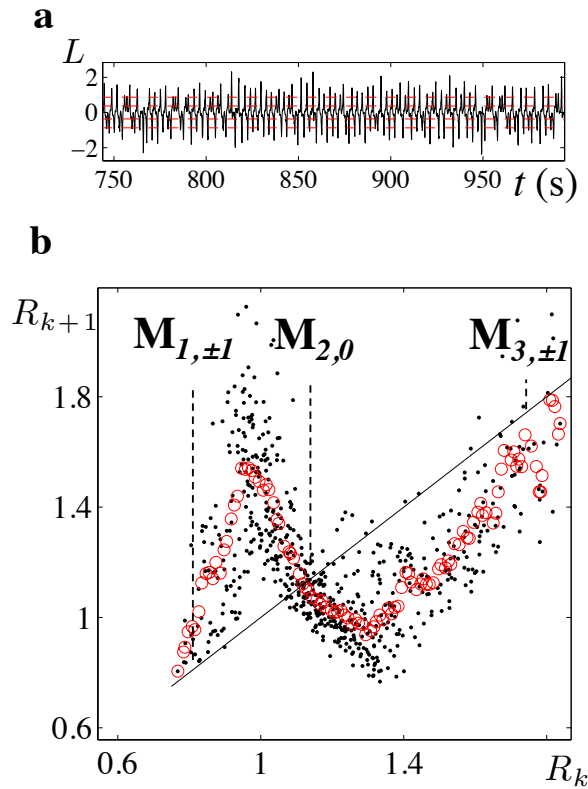 a
L
2
0
−2
750 800 850 900 950 t (s)
b
R_{k+1}
M_{1,±1} M_{2,0} M_{3,±1}
1.8
1.4
1
0.6
0.6 1 1.4 R_k